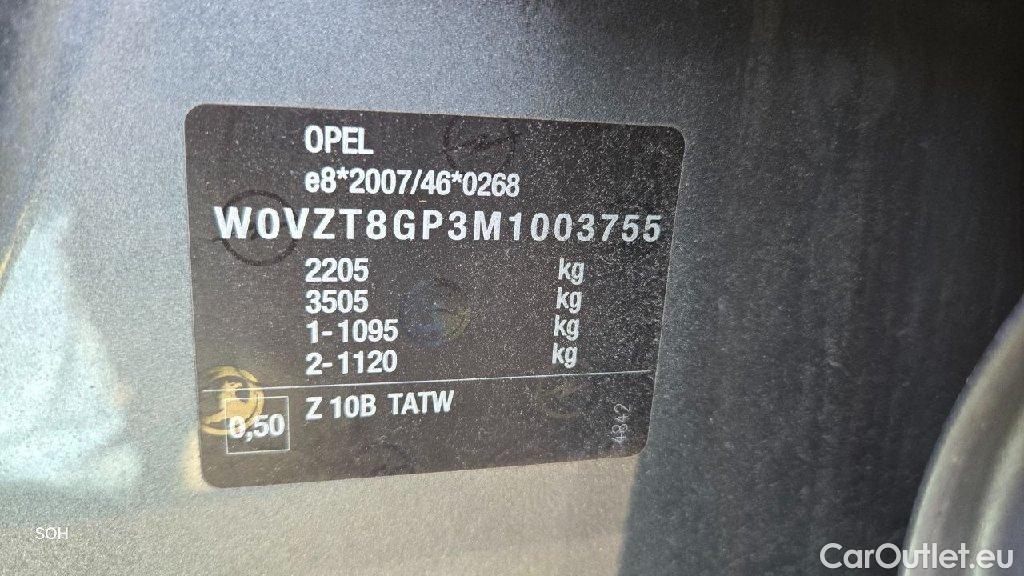 OPEL
e8*2007/46*0268
W0VZT8GP3M1003755
2205 kg
3505 kg
1-1095 kg
2-1120 kg
0,50 Z 10B TATW
4842
SOH
CarOutlet.eu